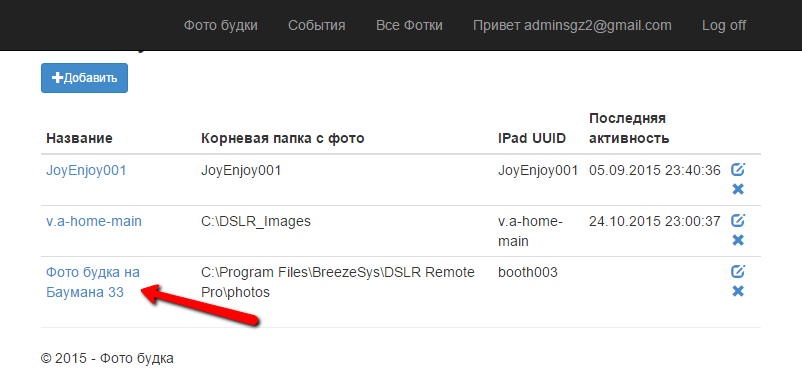 Фото будки События Все Фотки Привет adminsgz2@gmail.com Log off
Добавить
Название Корневая папка с фото IPad UUID Последняя активность
JoyEnjoy001 JoyEnjoy001 JoyEnjoy001 05.09.2015 23:40:36
v.a-home-main C:\DSLR_Images v.a-home-main 24.10.2015 23:00:37
Фото будка на C:\Program Files\BreezeSys\DSLR Remote booth003
Баумана 33 Pro\photos
© 2015 - Фото будка